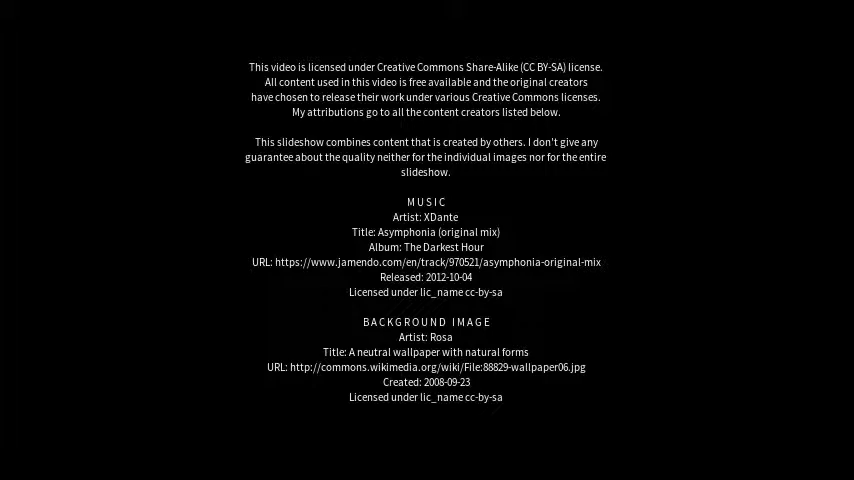 This video is licensed under Creative Commons Share-Alike (CC BY-SA) license.
All content used in this video is free available and the original creators
have chosen to release their work under various Creative Commons licenses.
My attributions go to all the content creators listed below.
This slideshow combines content that is created by others. I don't give any
guarantee about the quality neither for the individual images nor for the entire
slideshow.
MUSIC
Artist: XDante
Title: Asymphonia (original mix)
Album: The Darkest Hour
URL: https://www.jamendo.com/en/track/970521/asymphonia-original-mix
Released: 2012-10-04
Licensed under lic_name cc-by-sa
BACKGROUND IMAGE
Artist: Rosa
Title: A neutral wallpaper with natural forms
URL: http://commons.wikimedia.org/wiki/File:88829-wallpaper06.jpg
Created: 2008-09-23
Licensed under lic_name cc-by-sa